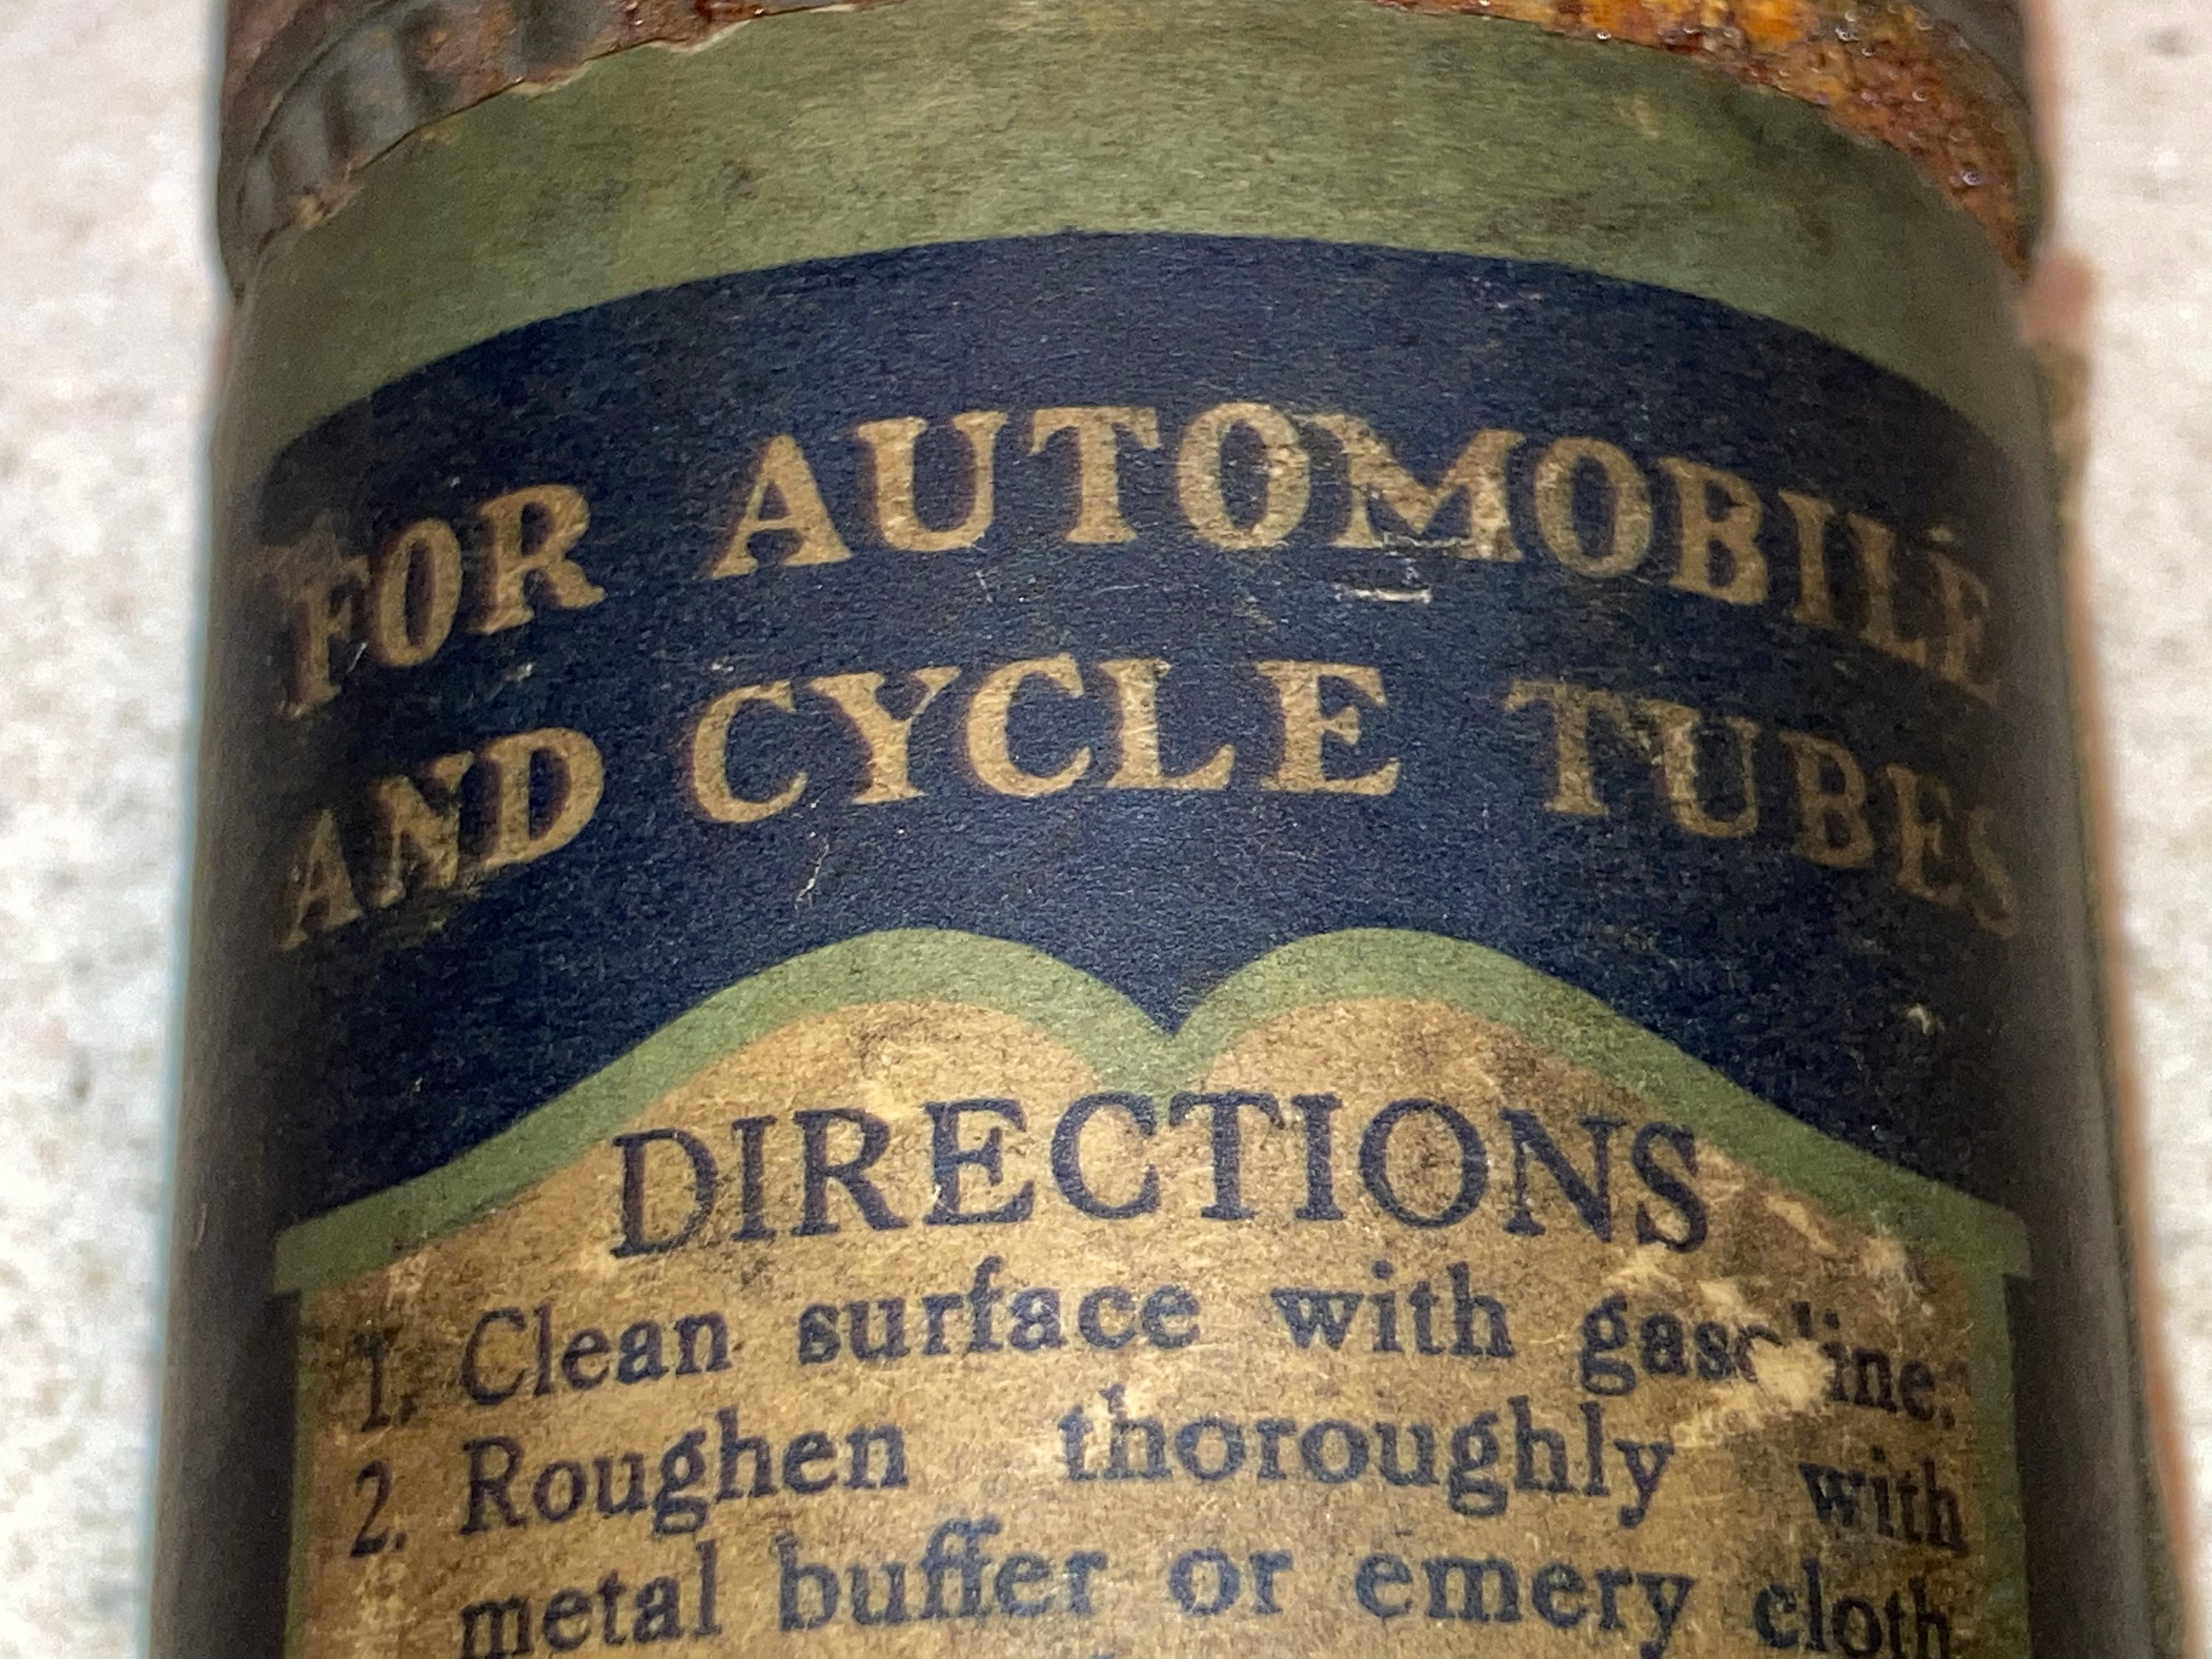 FOR AUTOMOBILE
AND CYCLE TUBES
DIRECTIONS
1. Clean surface with gasoline.
2. Roughen thoroughly with
metal buffer or emery cloth